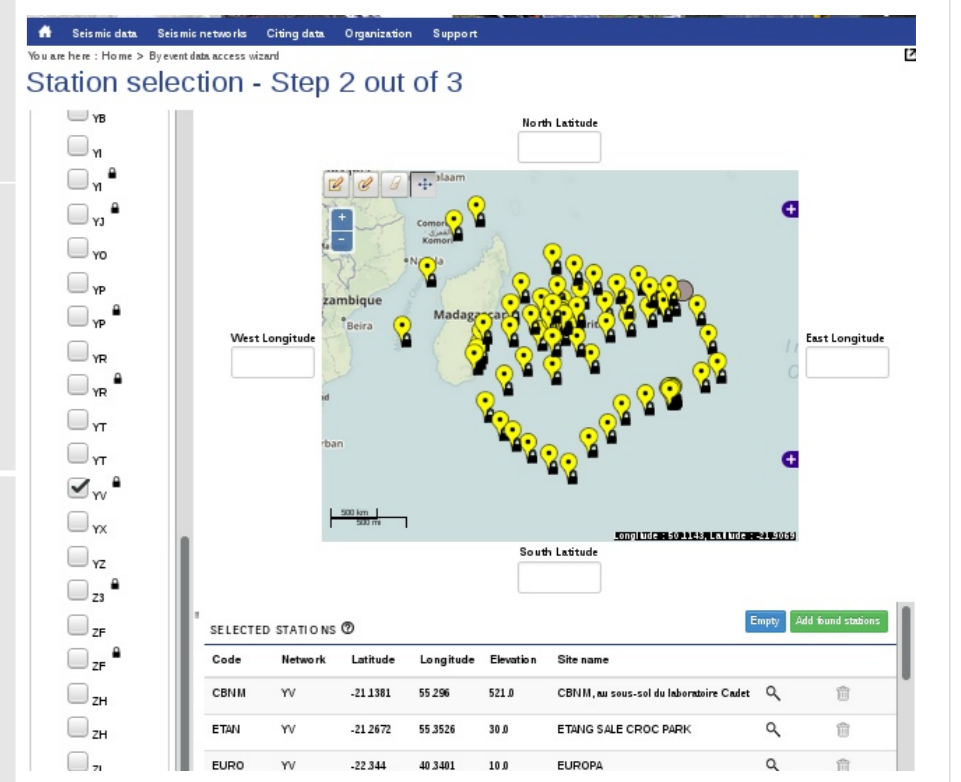 Seismic data Seismic networks Citing data Organization Support
You are here : Home > By event data access wizard
Station selection - Step 2 out of 3
YB
YI
YI
YJ
YO
YP
YP
YR
YR
YT
YT
YV
YX
YZ
Z3
ZF
ZF
ZH
ZH
North Latitude
West Longitude
East Longitude
alaam
Komori
zambique
Beira
Madagascar
rban
500 km
500 mi
South Latitude
SELECTED STATIONS
Empty
Add found stations
Code Network Latitude Longitude Elevation Site name
CBNM YV -21.1381 55.296 521.0 CBNM, au sous-sol du laboratoire Cadet
ETAN YV -21.2672 55.3526 30.0 ETANG SALE CROC PARK
EURO YV -22.344 40.3401 10.0 EUROPA